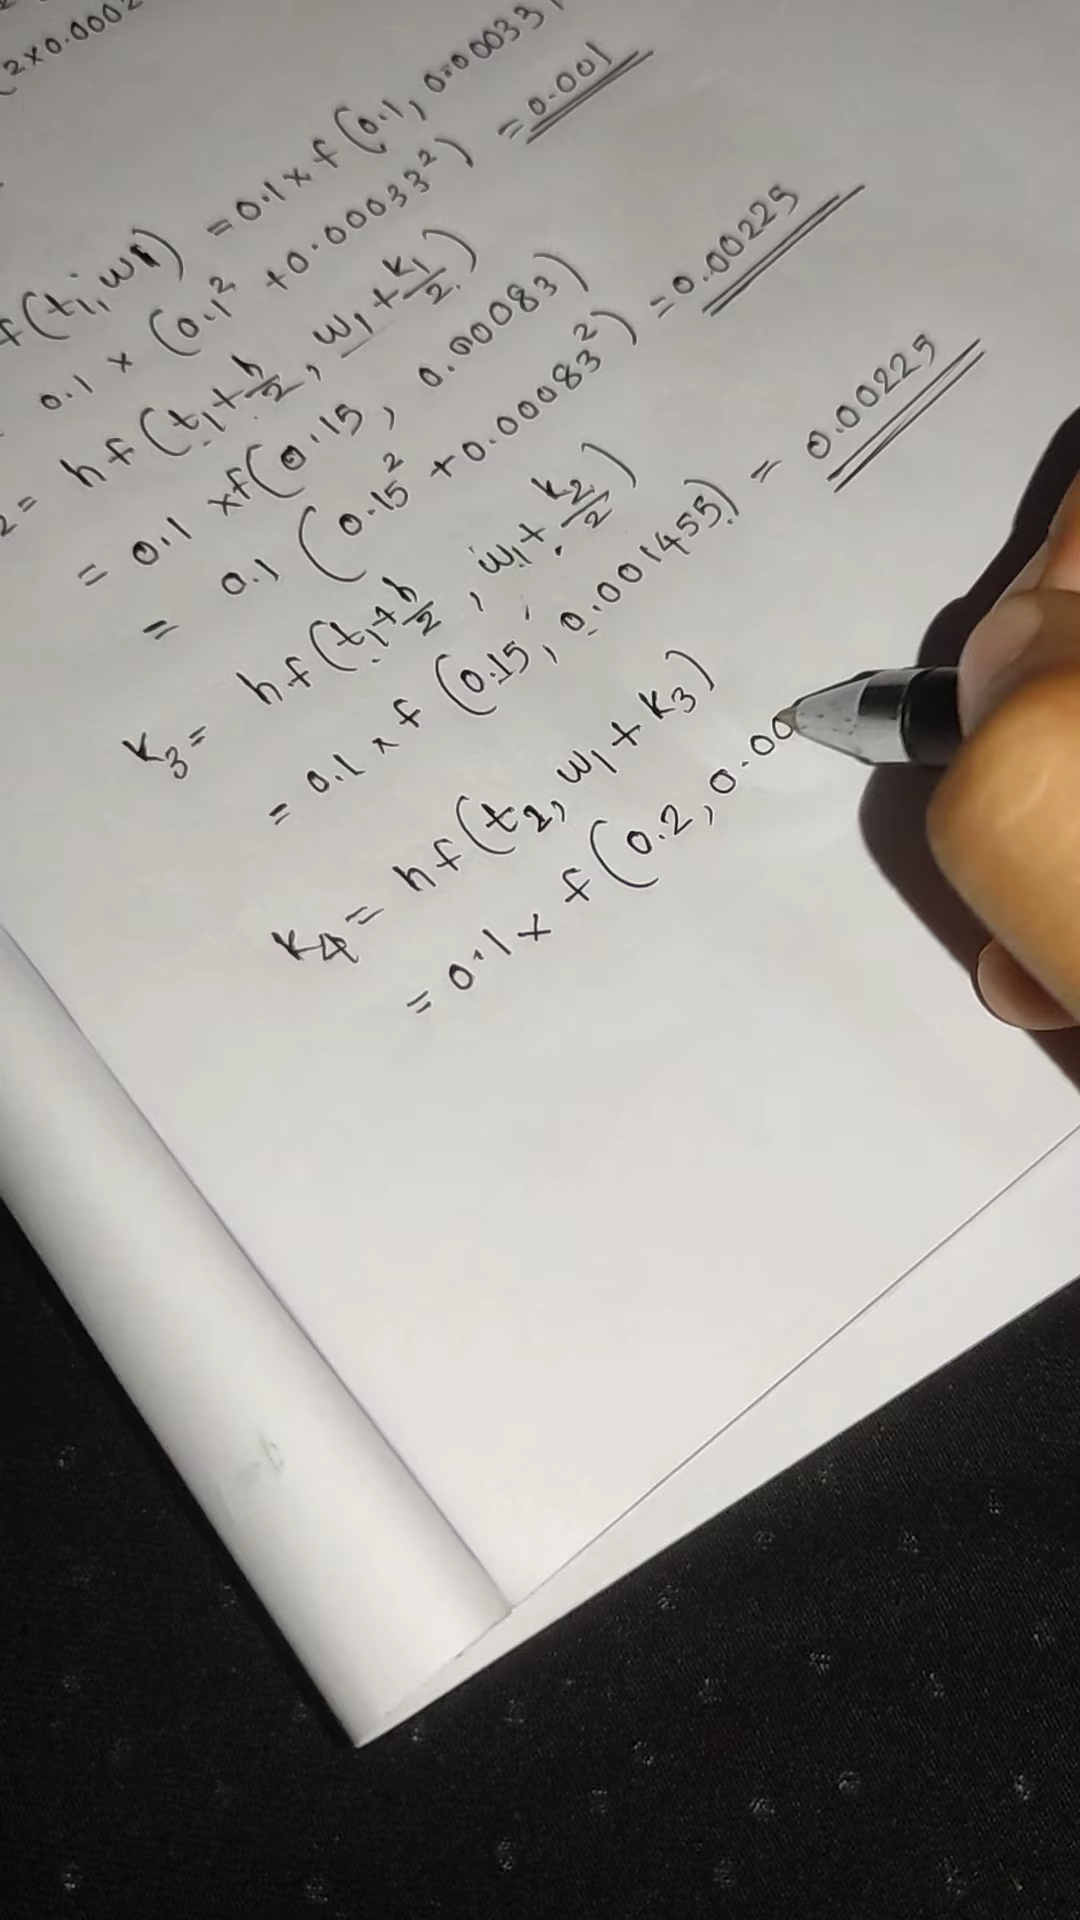 (2×0.0002
f(t₁, w₁) = 0.1 × f(0.1, 0.00033)
0.1 × (0.1² + 0.00033²) = 0.001
2 = hf(t₁ + h/2, w₁ + k₁/2)
= 0.1 × f(0.15, 0.00083)
= 0.1 (0.15² + 0.00083²) = 0.00225
K₃ = hf(t₁ + h/2, w₁ + k₂/2)
= 0.1 × f(0.15, 0.001455) = 0.00225
K₄ = hf(t₂, w₁ + K₃)
= 0.1 × f(0.2, 0.00